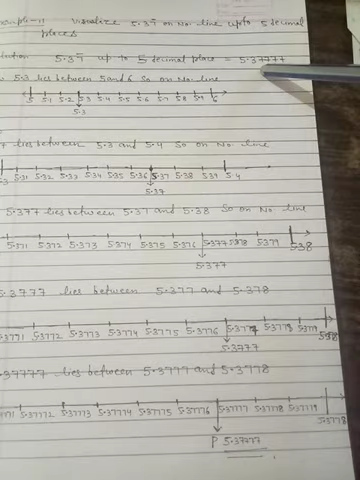 Visualize 5.37̄ on No. line upto 5 decimal
places
5.37̄ up to 5 decimal place = 5.37777
5.3 lies between 5 and 6 So on No. line
5 5.1 5.2 5.3 5.4 5.5 5.6 5.7 5.8 5.9 6
5.3
7 lies between 5.3 and 5.4 So on No. line
5.31 5.32 5.33 5.34 5.35 5.36 5.37 5.38 5.39 5.4
5.37
5.377 lies between 5.37 and 5.38 So on No. line
5.371 5.372 5.373 5.374 5.375 5.376 5.377 5.378 5.379 5.38
5.377
5.3777 lies between 5.377 and 5.378
5.3771 5.3772 5.3773 5.3774 5.3775 5.3776 5.3777 5.3778 5.3779
5.3777
.37777 lies between 5.3777 and 5.3778
5.37772 5.37773 5.37774 5.37775 5.37776 5.37777 5.37778 5.37779 5.3778
P 5.37777